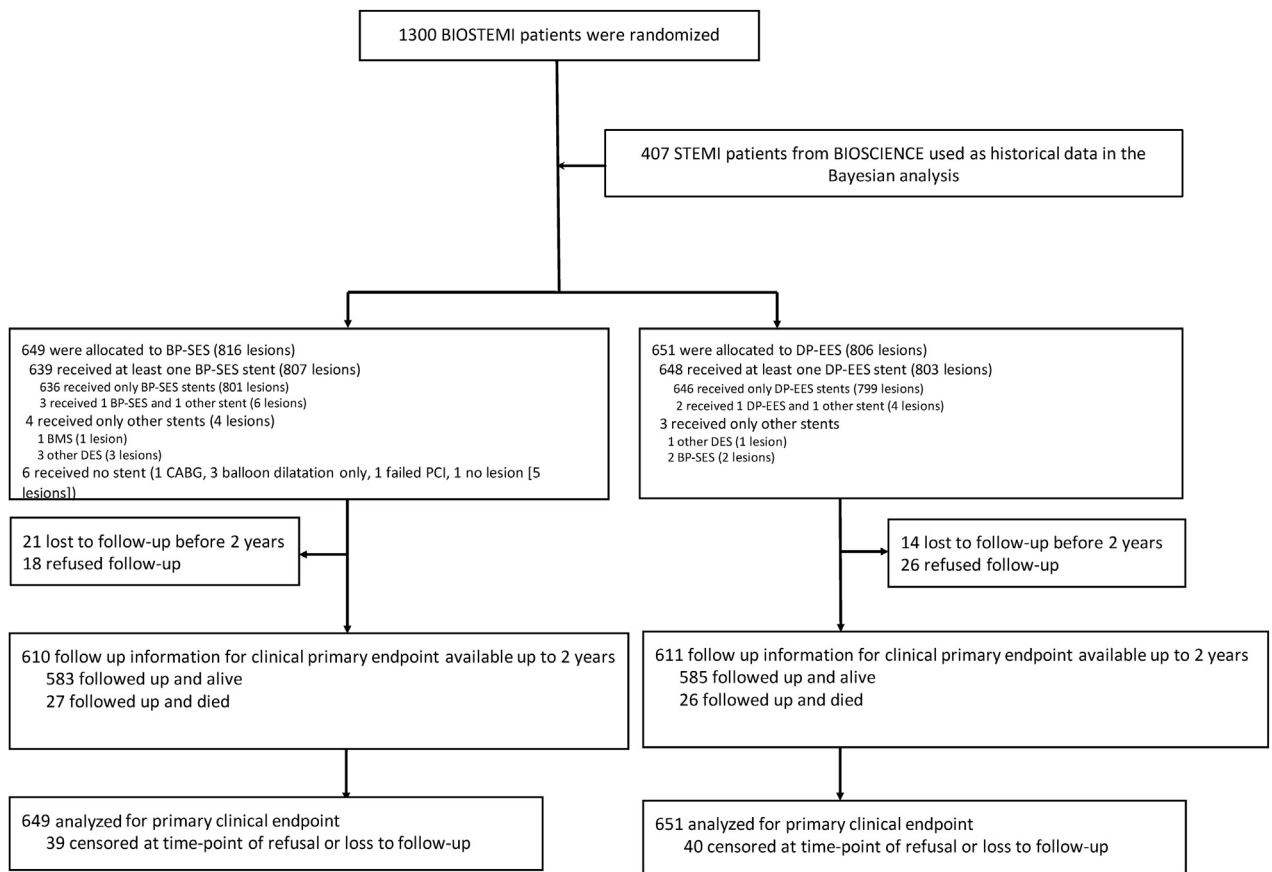 1300 BIOSTEMI patients were randomized
407 STEMI patients from BIOSCIENCE used as historical data in the
Bayesian analysis
649 were allocated to BP-SES (816 lesions)
639 received at least one BP-SES stent (807 lesions)
636 received only BP-SES stents (801 lesions)
3 received 1 BP-SES and 1 other stent (6 lesions)
4 received only other stents (4 lesions)
1 BMS (1 lesion)
3 other DES (3 lesions)
6 received no stent (1 CABG, 3 balloon dilatation only, 1 failed PCI, 1 no lesion [5
lesions])
651 were allocated to DP-EES (806 lesions)
648 received at least one DP-EES stent (803 lesions)
646 received only DP-EES stents (799 lesions)
2 received 1 DP-EES and 1 other stent (4 lesions)
3 received only other stents
1 other DES (1 lesion)
2 BP-SES (2 lesions)
21 lost to follow-up before 2 years
18 refused follow-up
14 lost to follow-up before 2 years
26 refused follow-up
610 follow up information for clinical primary endpoint available up to 2 years
583 followed up and alive
27 followed up and died
611 follow up information for clinical primary endpoint available up to 2 years
585 followed up and alive
26 followed up and died
649 analyzed for primary clinical endpoint
39 censored at time-point of refusal or loss to follow-up
651 analyzed for primary clinical endpoint
40 censored at time-point of refusal or loss to follow-up